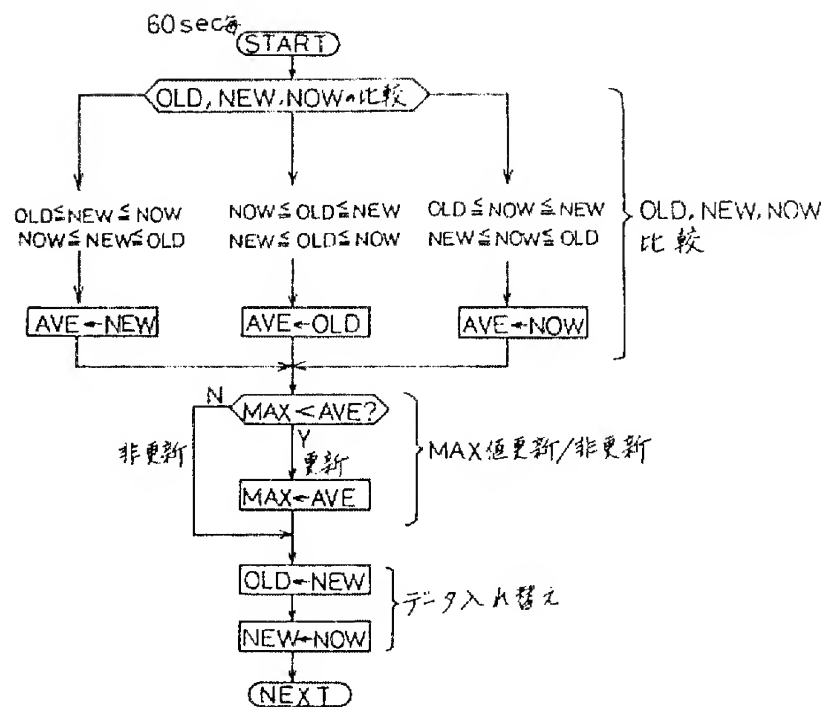 60sec毎
START
OLD, NEW, NOWの比較
OLD≦NEW≦NOW
NOW≦NEW≦OLD
NOW≦OLD≦NEW
NEW≦OLD≦NOW
OLD≦NOW≦NEW
NEW≦NOW≦OLD
OLD, NEW, NOW
比較
AVE←NEW
AVE←OLD
AVE←NOW
N
MAX<AVE?
Y
非更新
更新
MAX値更新/非更新
MAX←AVE
OLD←NEW
データ入れ替え
NEW←NOW
NEXT